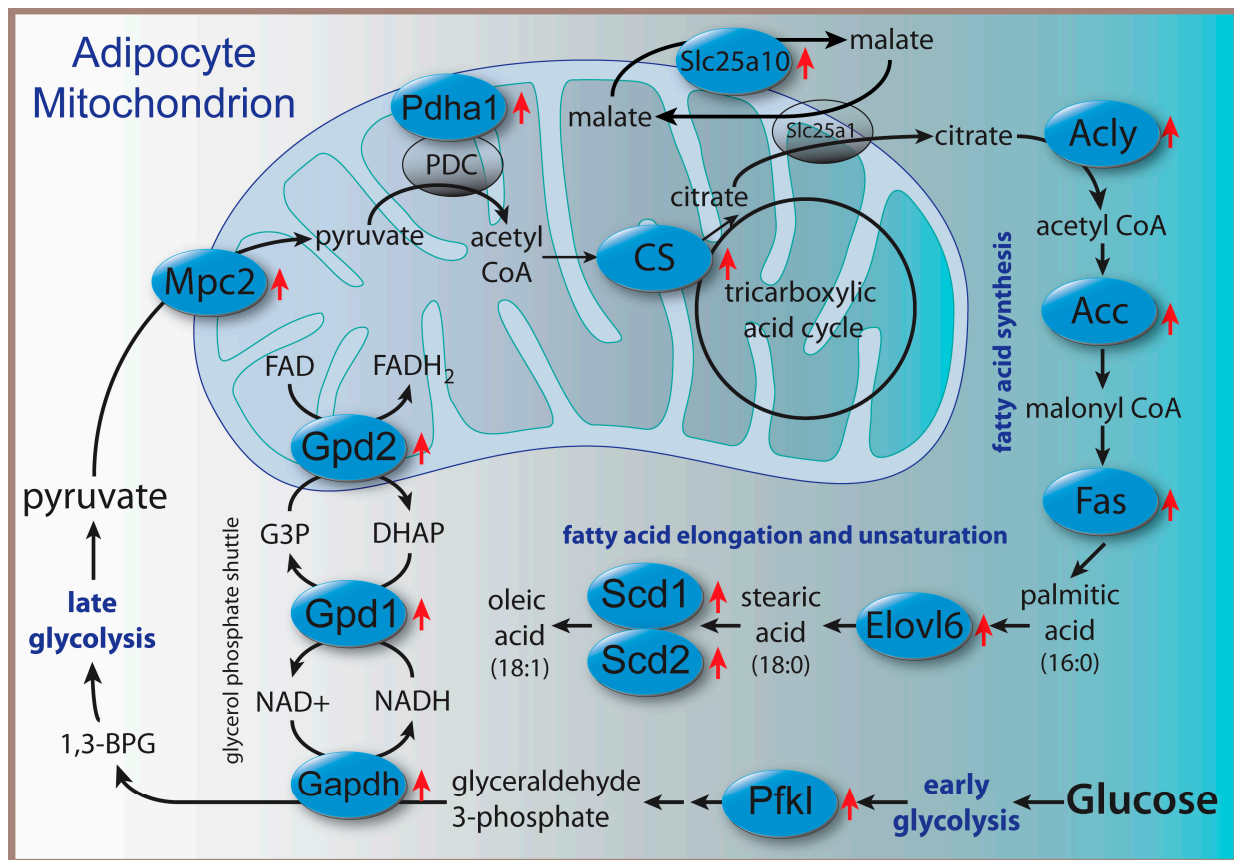 Adipocyte
Mitochondrion
Slc25a10
malate
malate
Pdha1
PDC
Slc25a1
citrate
Acly
citrate
pyruvate
acetyl
CoA
CS
acetyl CoA
Mpc2
tricarboxylic
acid cycle
Acc
fatty acid synthesis
malonyl CoA
FAD
FADH2
Gpd2
Fas
pyruvate
G3P
DHAP
glycerol phosphate shuttle
fatty acid elongation and unsaturation
late
glycolysis
Gpd1
oleic
acid
(18:1)
Scd1
Scd2
stearic
acid
(18:0)
Elovl6
palmitic
acid
(16:0)
NAD+
NADH
1,3-BPG
Gapdh
glyceraldehyde
3-phosphate
Pfkl
early
glycolysis
Glucose